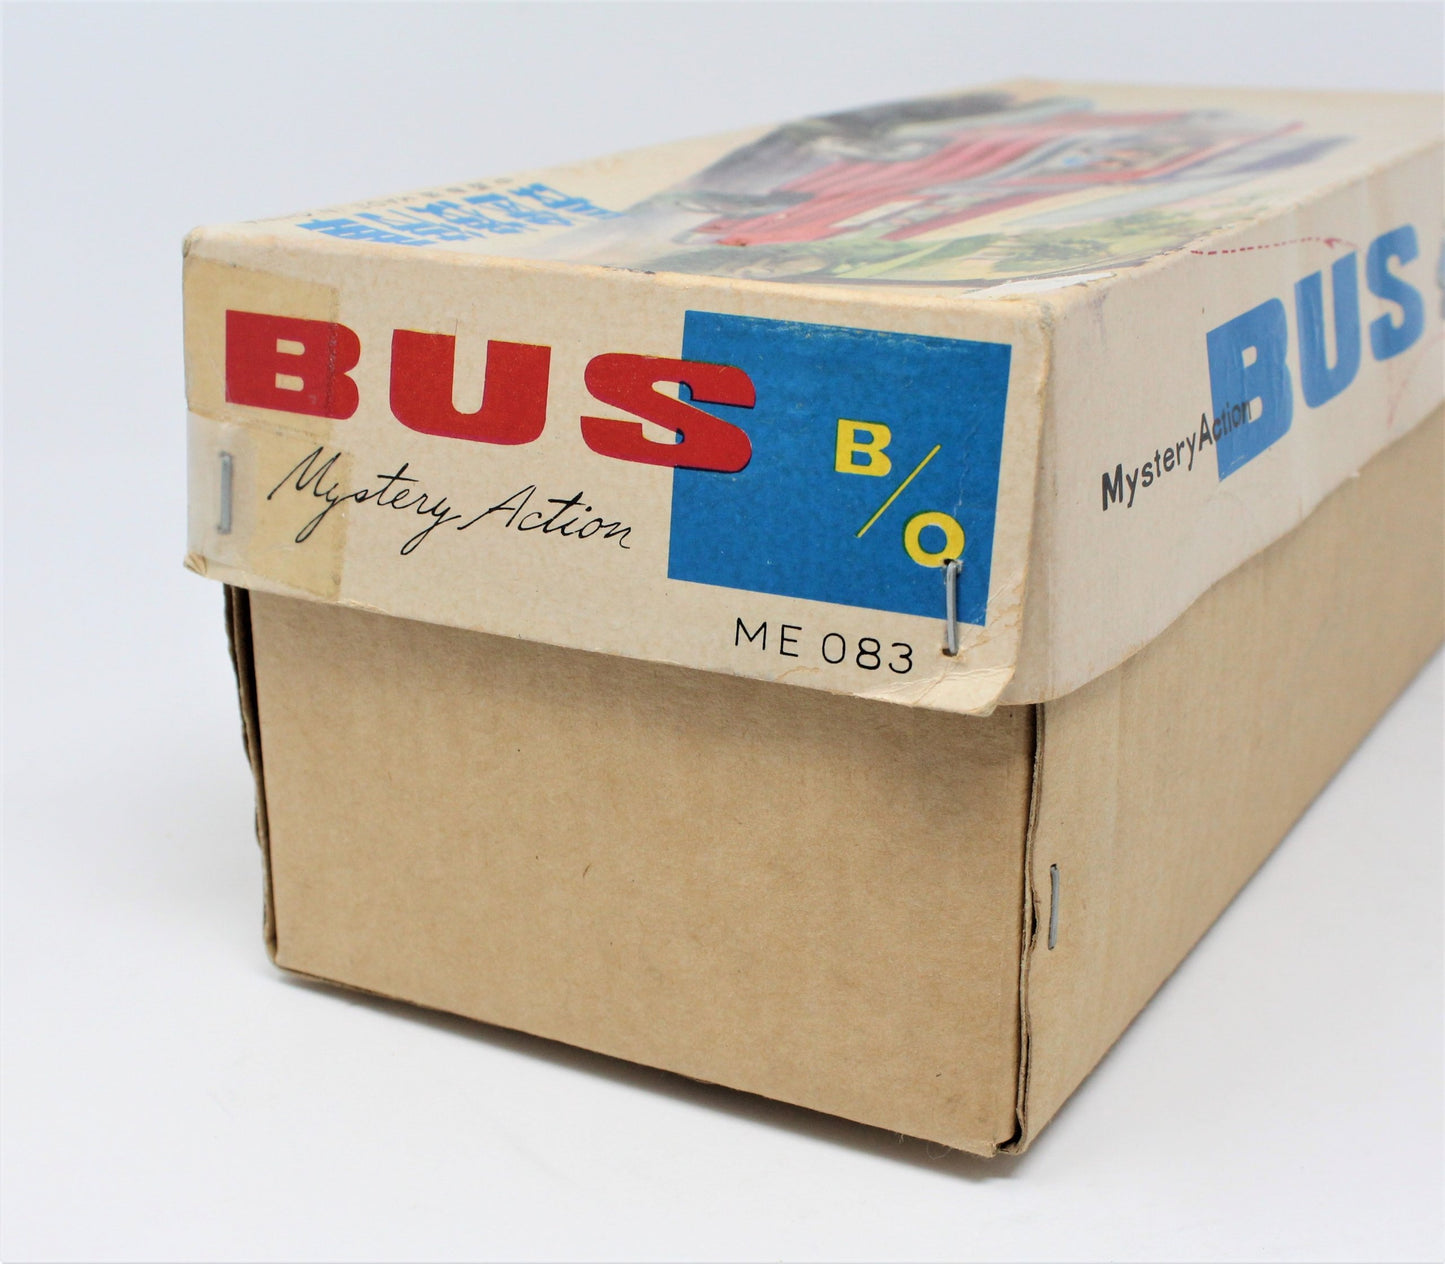 BUS
B/O
Mystery Action
ME 083
Mystery Action
BUS